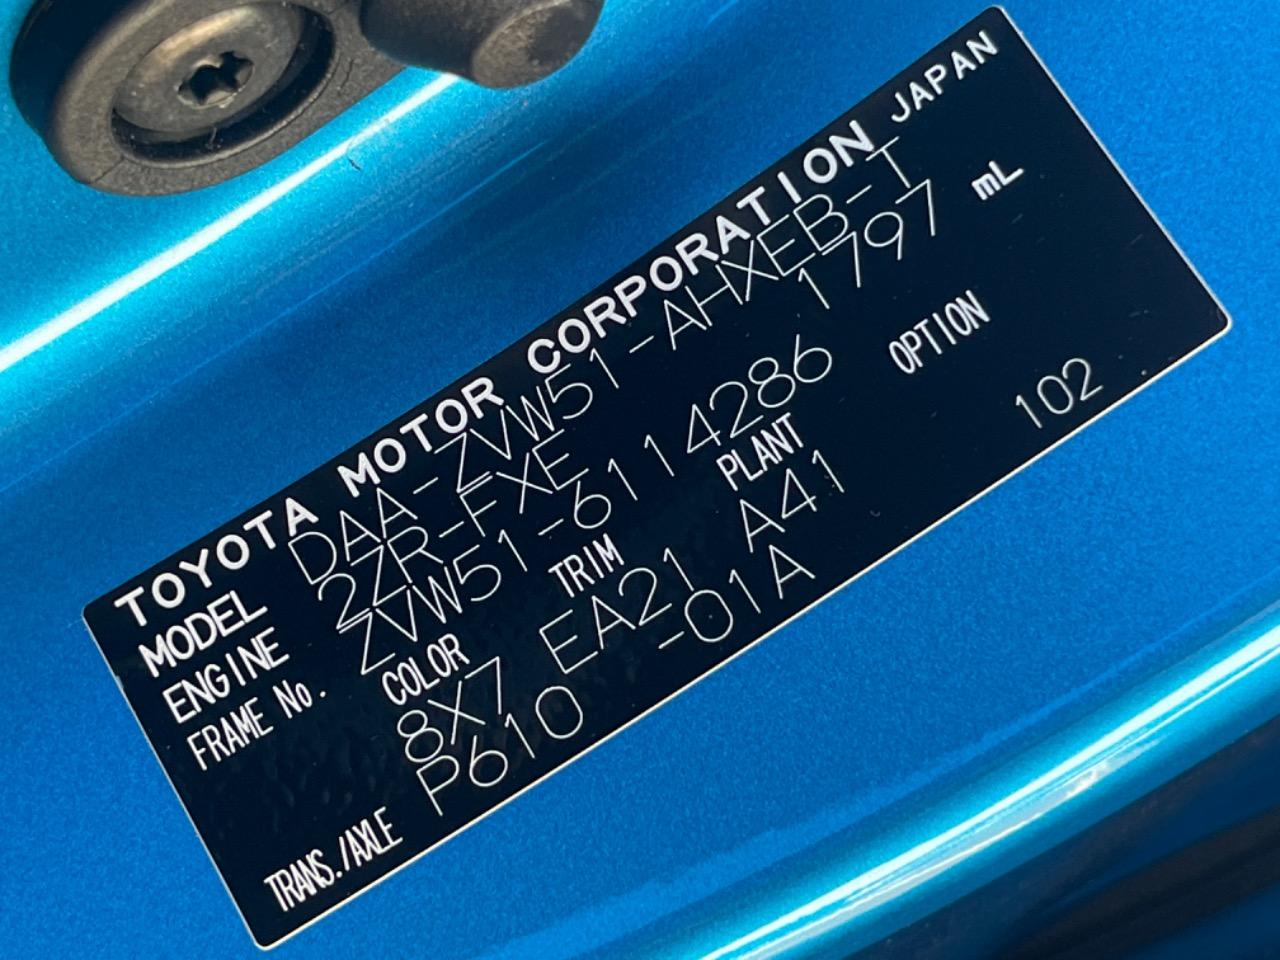 TOYOTA MOTOR CORPORATION JAPAN
MODEL DAA-ZVW51-AHXEB-T
ENGINE 2ZR-FXE 1797 mL
FRAME No. ZVW51-6114286
COLOR TRIM PLANT OPTION
8X7 EA21 A41 102
TRANS./AXLE P610 -01A